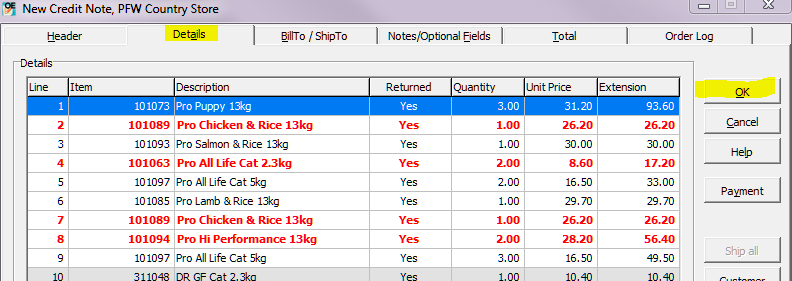 OE New Credit Note, PFW Country Store
Header Details BillTo / ShipTo Notes/Optional Fields Total Order Log
Details
Line Item Description Returned Quantity Unit Price Extension
1 101073 Pro Puppy 13kg Yes 3.00 31.20 93.60
2 101089 Pro Chicken & Rice 13kg Yes 1.00 26.20 26.20
3 101093 Pro Salmon & Rice 13kg Yes 1.00 30.00 30.00
4 101063 Pro All Life Cat 2.3kg Yes 2.00 8.60 17.20
5 101097 Pro All Life Cat 5kg Yes 2.00 16.50 33.00
6 101085 Pro Lamb & Rice 13kg Yes 1.00 29.70 29.70
7 101089 Pro Chicken & Rice 13kg Yes 1.00 26.20 26.20
8 101094 Pro Hi Performance 13kg Yes 2.00 28.20 56.40
9 101097 Pro All Life Cat 5kg Yes 3.00 16.50 49.50
10 311048 DR GF Cat 2.3kg Yes 1.00 10.40 10.40
OK
Cancel
Help
Payment
Ship all
Customer